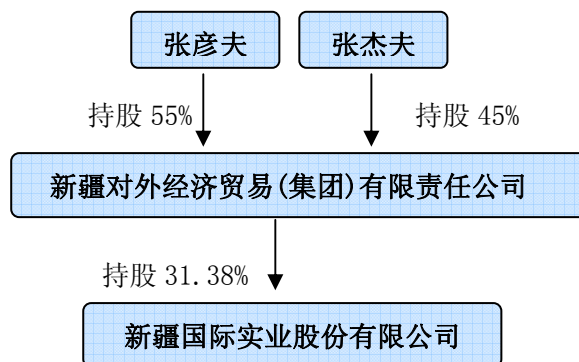 张彦夫
张杰夫
持股 55%
持股 45%
新疆对外经济贸易(集团)有限责任公司
持股 31.38%
新疆国际实业股份有限公司